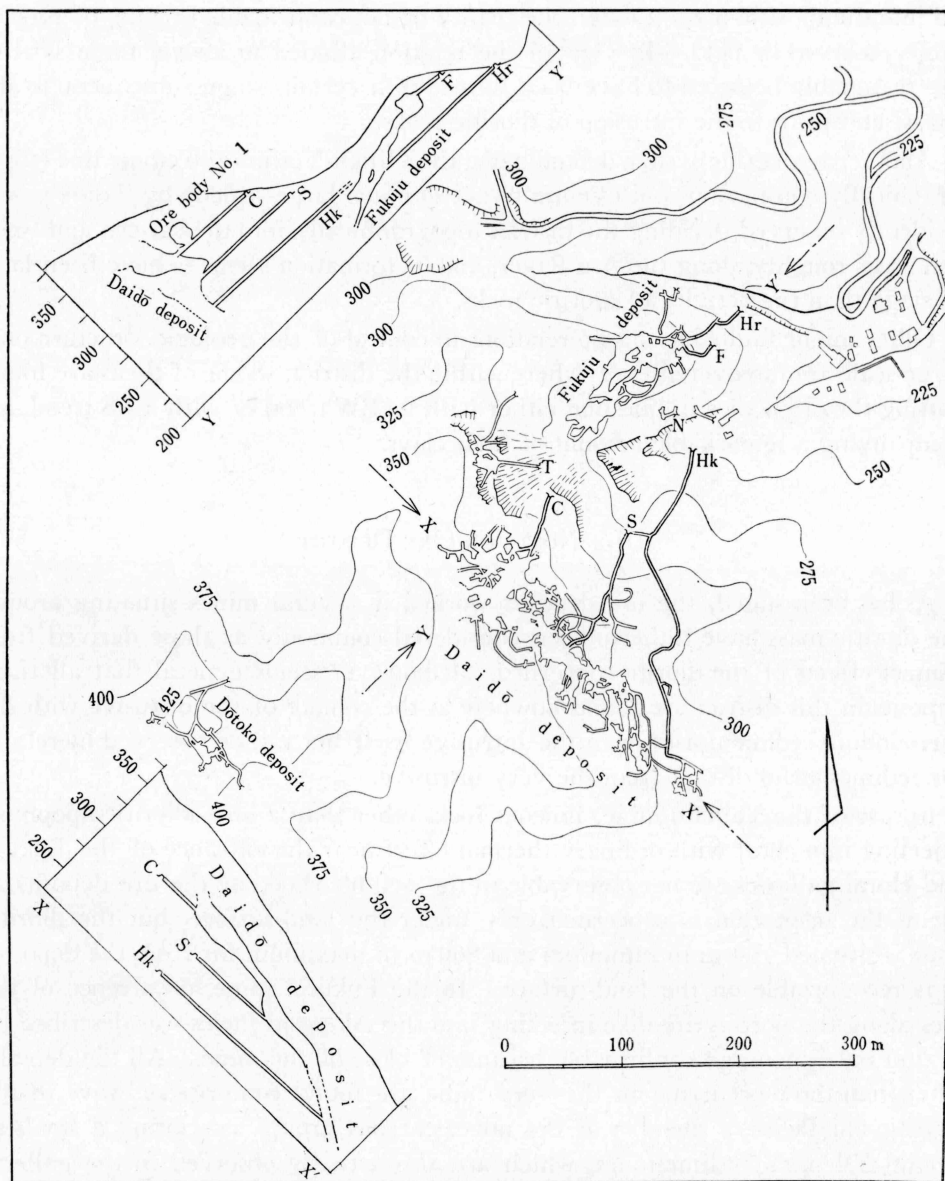 Ore body No. 1
C
S
Hk
F
Hr
Y'
Fukuju deposit
Daidō
deposit
350
300
250
200
Y
300
300
275
250
225
225
300
300
325
350
Fukuju
deposit
Y'
Hr
F
N
Hk
T
C
S
250
275
X
Y
375
400
425
Dōtoko deposit
Daidō deposit
300
X'
350
300
250
400
375
350
325
X
C
S
Hk
Daidō deposit
X'
0 100 200 300 m